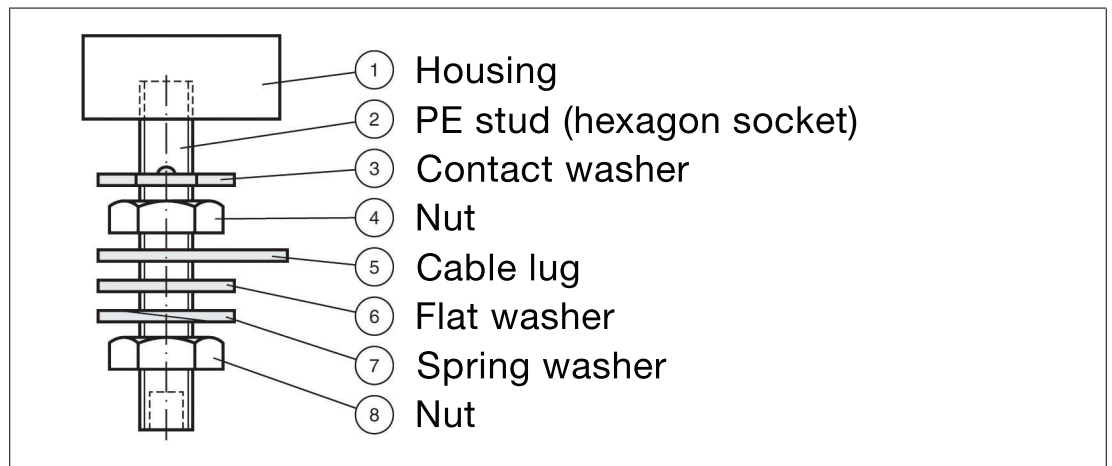 1 Housing
2 PE stud (hexagon socket)
3 Contact washer
4 Nut
5 Cable lug
6 Flat washer
7 Spring washer
8 Nut